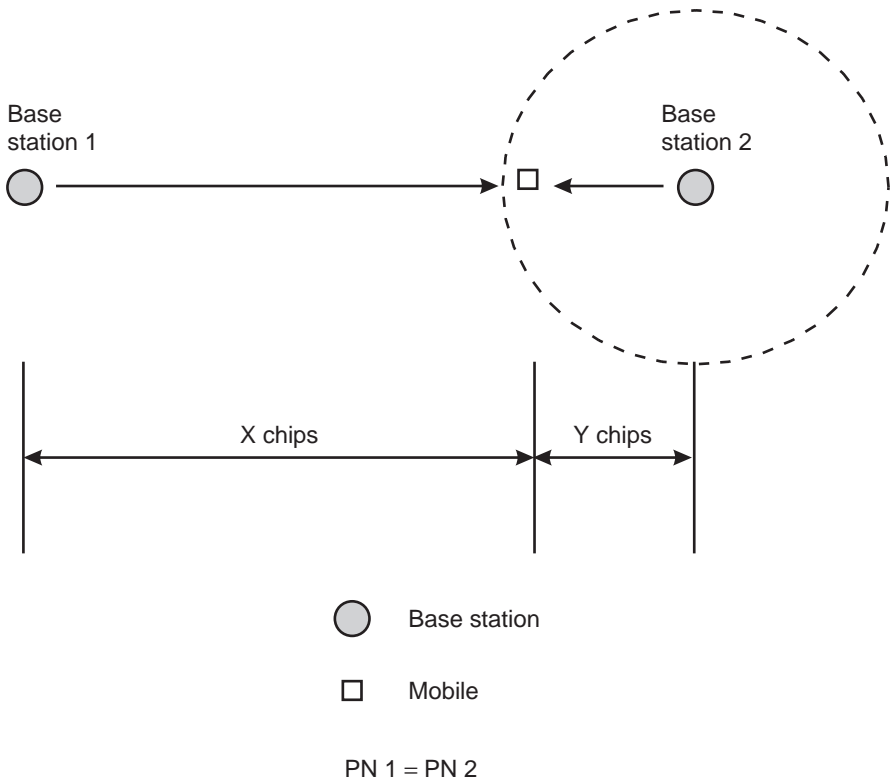 Base
station 1
Base
station 2
X chips
Y chips
Base station
Mobile
PN 1 = PN 2